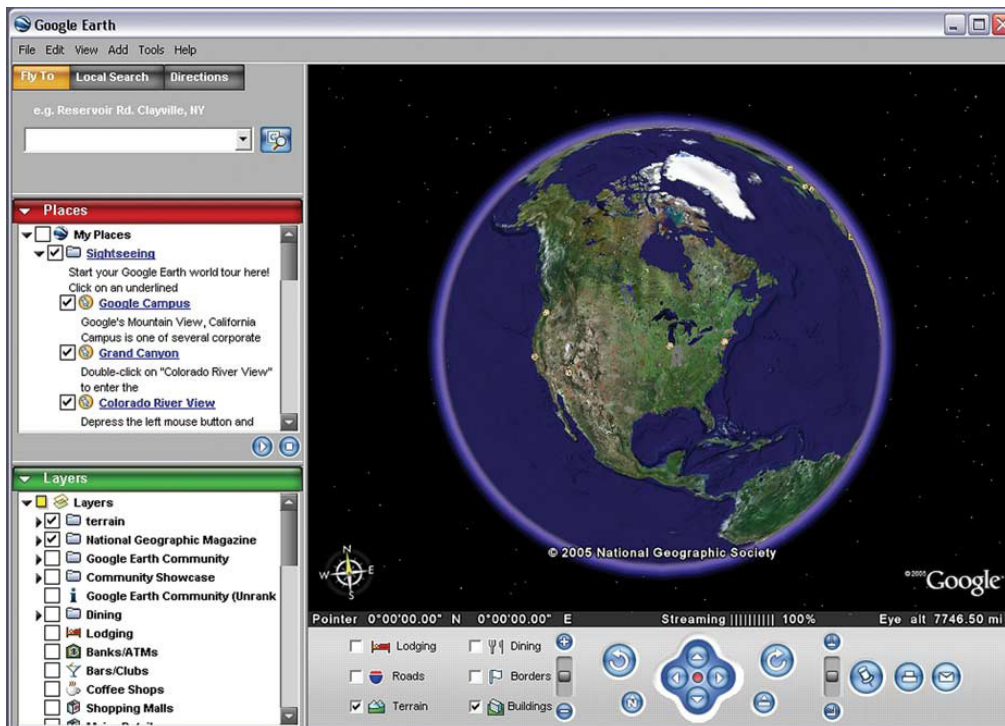 Google Earth
File Edit View Add Tools Help
Fly To Local Search Directions
e.g. Reservoir Rd. Clayville, NY
Places
My Places
Sightseeing
Start your Google Earth world tour here!
Click on an underlined
Google Campus
Google's Mountain View, California
Campus is one of several corporate
Grand Canyon
Double-click on "Colorado River View"
to enter the
Colorado River View
Depress the left mouse button and
Layers
Layers
terrain
National Geographic Magazine
Google Earth Community
Community Showcase
Google Earth Community (Unrank
Dining
Lodging
Banks/ATMs
Bars/Clubs
Coffee Shops
Shopping Malls
N
W E
S
© 2005 National Geographic Society
© 2005 Google
Pointer 0°00'00.00" N 0°00'00.00" E Streaming |||||||||| 100% Eye alt 7746.50 mi
Lodging Dining
Roads Borders
Terrain Buildings
N